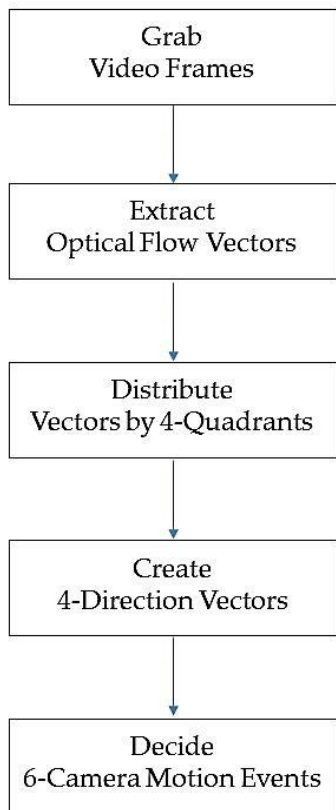 Grab
Video Frames
Extract
Optical Flow Vectors
Distribute
Vectors by 4-Quadrants
Create
4-Direction Vectors
Decide
6-Camera Motion Events